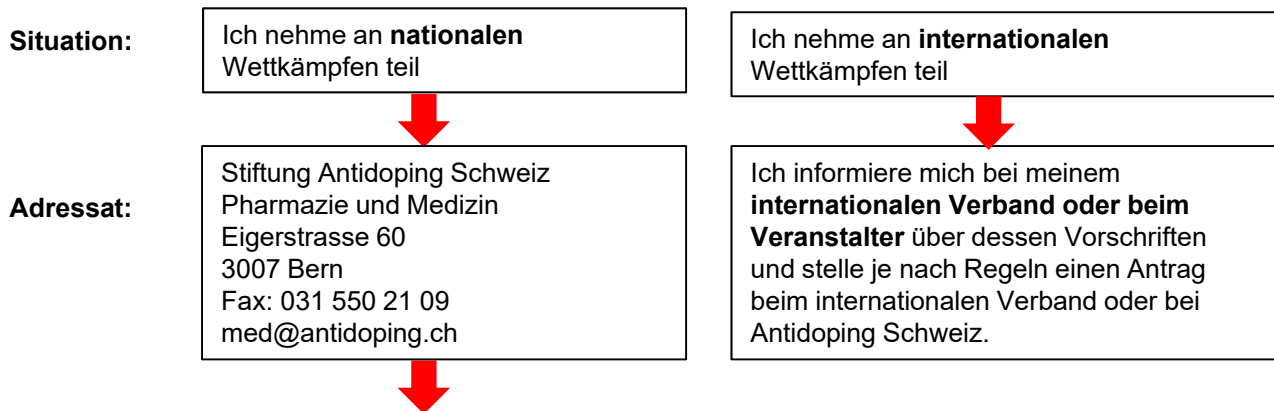 Situation:
Ich nehme an nationalen
Wettkämpfen teil
Ich nehme an internationalen
Wettkämpfen teil
Adressat:
Stiftung Antidoping Schweiz
Pharmazie und Medizin
Eigerstrasse 60
3007 Bern
Fax: 031 550 21 09
med@antidoping.ch
Ich informiere mich bei meinem
internationalen Verband oder beim
Veranstalter über dessen Vorschriften
und stelle je nach Regeln einen Antrag
beim internationalen Verband oder bei
Antidoping Schweiz.